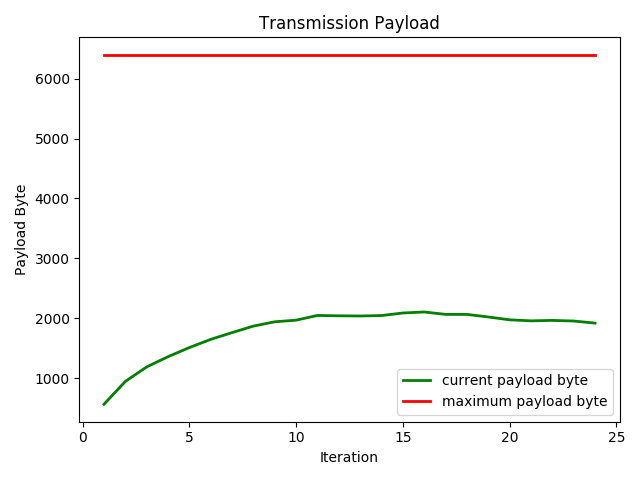 Transmission Payload
Payload Byte
6000
5000
4000
3000
2000
1000
0
5
10
15
20
25
Iteration
current payload byte
maximum payload byte